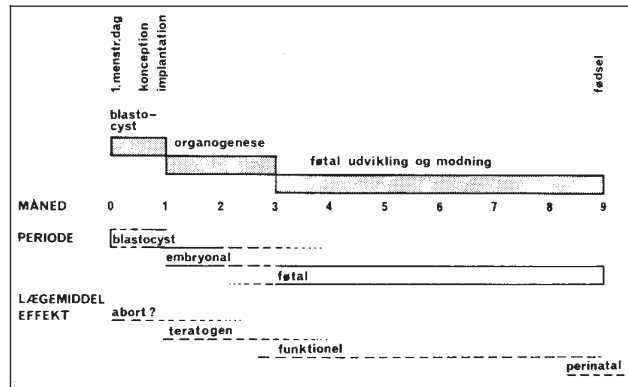 1.menstr.dag
konception
implantation
fødsel
blasto-
cyst
organogenese
føtal udvikling og modning
MÅNED 0 1 2 3 4 5 6 7 8 9
PERIODE
blastocyst
embryonal
føtal
LÆGEMIDDEL
EFFEKT
abort?
teratogen
funktionel
perinatal